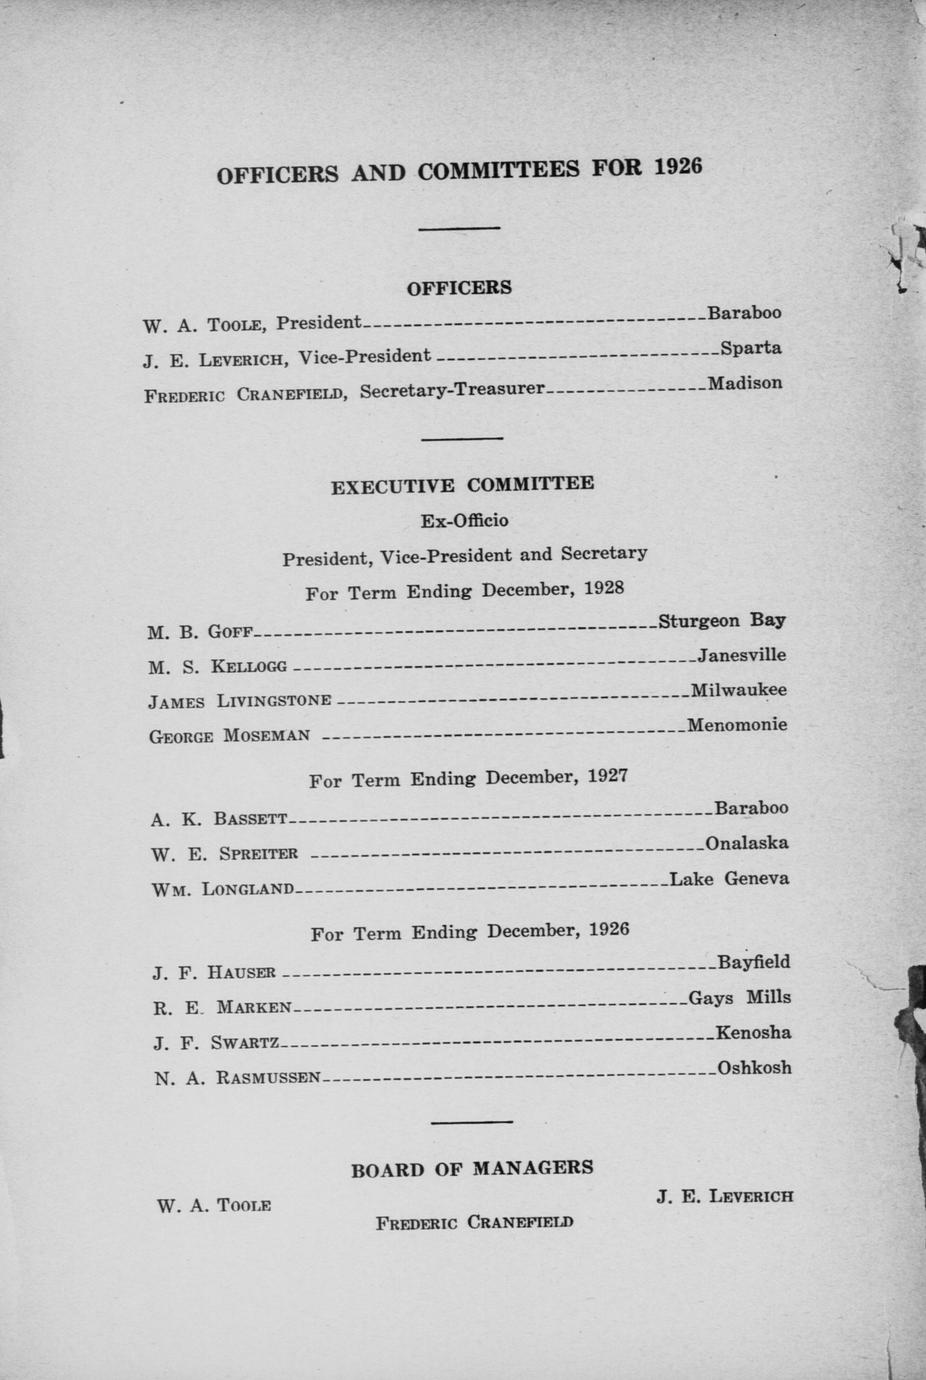 OFFICERS AND COMMITTEES FOR 1926
OFFICERS
W. A. TOOLE, President----------------------------------Baraboo
J. E. LEVERICH, Vice-President ----------------------------Sparta
FREDERIC CRANEFIELD, Secretary-Treasurer----------------Madison
EXECUTIVE COMMITTEE
Ex-Officio
President, Vice-President and Secretary
For Term Ending December, 1928
M. B. GOFF----------------------------------------Sturgeon Bay
M. S. KELLOGG ----------------------------------------Janesville
JAMES LIVINGSTONE -----------------------------------Milwaukee
GEORGE MOSEMAN ------------------------------------Menomonie
For Term Ending December, 1927
A. K. BASSETT------------------------------------------Baraboo
W. E. SPREITER ---------------------------------------Onalaska
WM. LONGLAND-------------------------------------Lake Geneva
For Term Ending December, 1926
J. F. HAUSER -------------------------------------------Bayfield
R. E. MARKEN---------------------------------------Gays Mills
J. F. SWARTZ-------------------------------------------Kenosha
N. A. RASMUSSEN---------------------------------------Oshkosh
BOARD OF MANAGERS
W. A. TOOLE J. E. LEVERICH
FREDERIC CRANEFIELD